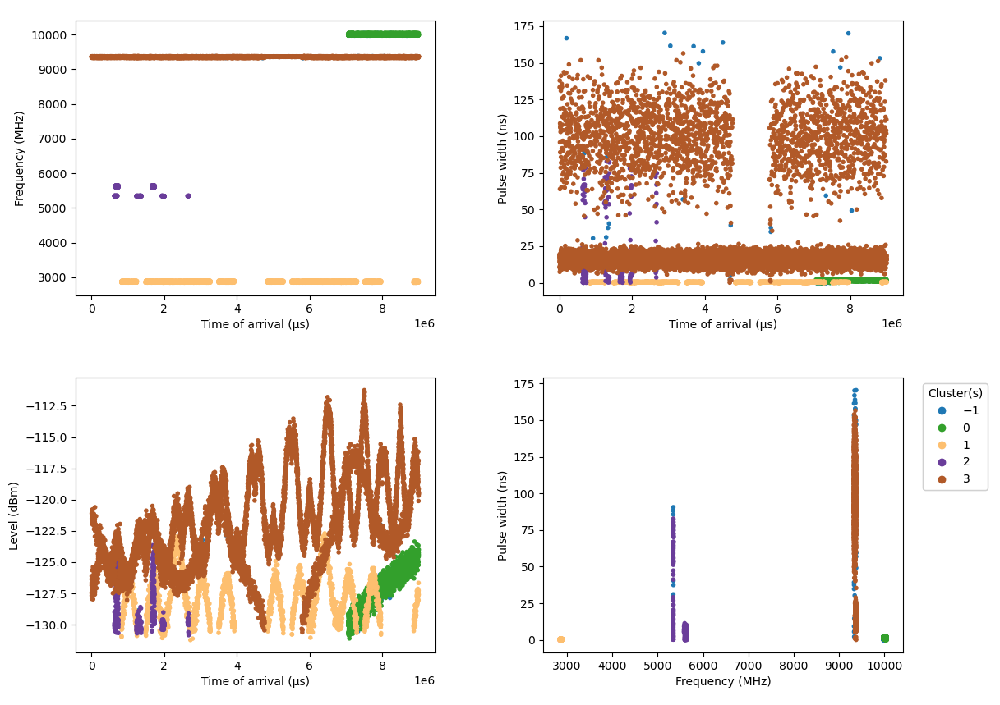 10000
9000
8000
7000
6000
5000
4000
3000
Frequency (MHz)
0 2 4 6 8
1e6
Time of arrival (µs)
175
150
125
100
75
50
25
0
Pulse width (ns)
0 2 4 6 8
1e6
Time of arrival (µs)
−112.5
−115.0
−117.5
−120.0
−122.5
−125.0
−127.5
−130.0
Level (dBm)
0 2 4 6 8
1e6
Time of arrival (µs)
175
150
125
100
75
50
25
0
Pulse width (ns)
3000 4000 5000 6000 7000 8000 9000 10000
Frequency (MHz)
Cluster(s)
−1
0
1
2
3